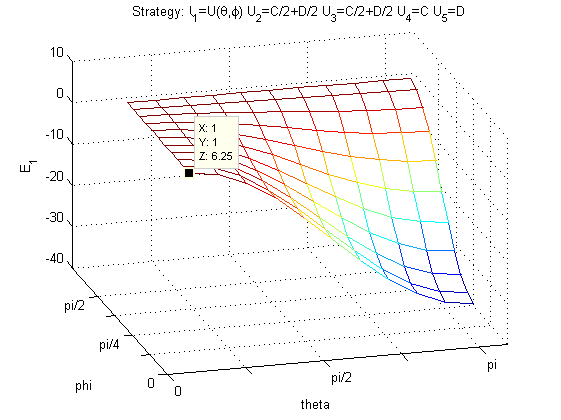 Strategy: U₁=U(θ,ϕ) U₂=C/2+D/2 U₃=C/2+D/2 U₄=C U₅=D
10
0
-10
-20
-30
-40
E₁
X: 1
Y: 1
Z: 6.25
pi/2
pi/4
0
phi
0
pi/2
pi
theta